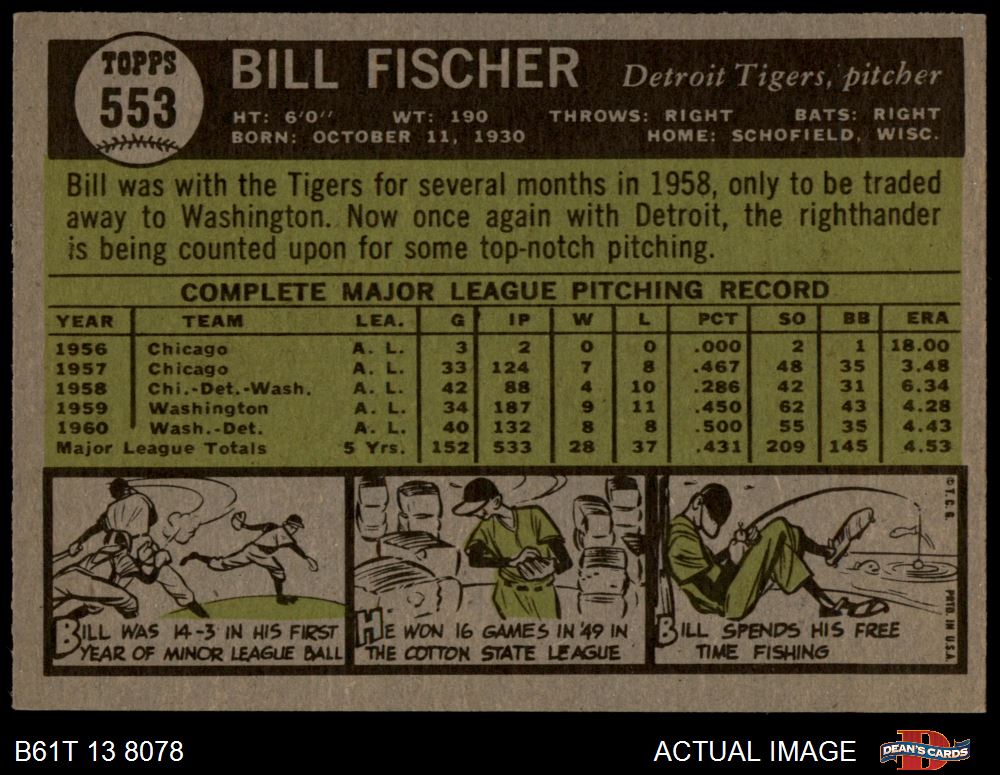 TOPPS
553
BILL FISCHER
Detroit Tigers, pitcher
HT: 6'0" WT: 190 THROWS: RIGHT BATS: RIGHT
BORN: OCTOBER 11, 1930 HOME: SCHOFIELD, WISC.
Bill was with the Tigers for several months in 1958, only to be traded
away to Washington. Now once again with Detroit, the righthander
is being counted upon for some top-notch pitching.
COMPLETE MAJOR LEAGUE PITCHING RECORD
YEAR TEAM LEA. G IP W L PCT SO BB ERA
1956 Chicago A. L. 3 2 0 0 .000 2 1 18.00
1957 Chicago A. L. 33 124 7 8 .467 48 35 3.48
1958 Chi.-Det.-Wash. A. L. 42 88 4 10 .286 42 31 6.34
1959 Washington A. L. 34 187 9 11 .450 62 43 4.28
1960 Wash.-Det. A. L. 40 132 8 8 .500 55 35 4.43
Major League Totals 5 Yrs. 152 533 28 37 .431 209 145 4.53
BILL WAS 14-3 IN HIS FIRST
YEAR OF MINOR LEAGUE BALL
HE WON 16 GAMES IN '49 IN
THE COTTON STATE LEAGUE
BILL SPENDS HIS FREE
TIME FISHING
© T. C. G. PRTD. IN U.S.A.
B61T 13 8078
ACTUAL IMAGE
DEAN'S CARDS